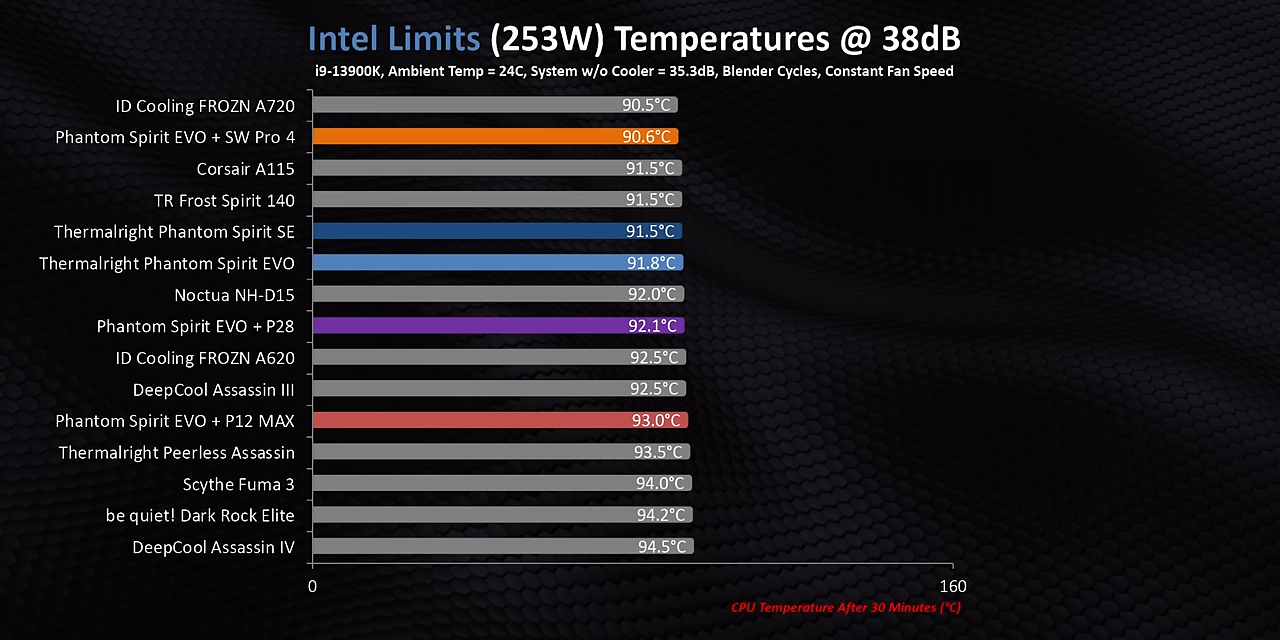 Intel Limits (253W) Temperatures @ 38dB
i9-13900K, Ambient Temp = 24C, System w/o Cooler = 35.3dB, Blender Cycles, Constant Fan Speed
ID Cooling FROZN A720 90.5°C
Phantom Spirit EVO + SW Pro 4 90.6°C
Corsair A115 91.5°C
TR Frost Spirit 140 91.5°C
Thermalright Phantom Spirit SE 91.5°C
Thermalright Phantom Spirit EVO 91.8°C
Noctua NH-D15 92.0°C
Phantom Spirit EVO + P28 92.1°C
ID Cooling FROZN A620 92.5°C
DeepCool Assassin III 92.5°C
Phantom Spirit EVO + P12 MAX 93.0°C
Thermalright Peerless Assassin 93.5°C
Scythe Fuma 3 94.0°C
be quiet! Dark Rock Elite 94.2°C
DeepCool Assassin IV 94.5°C
0 160
CPU Temperature After 30 Minutes (°C)